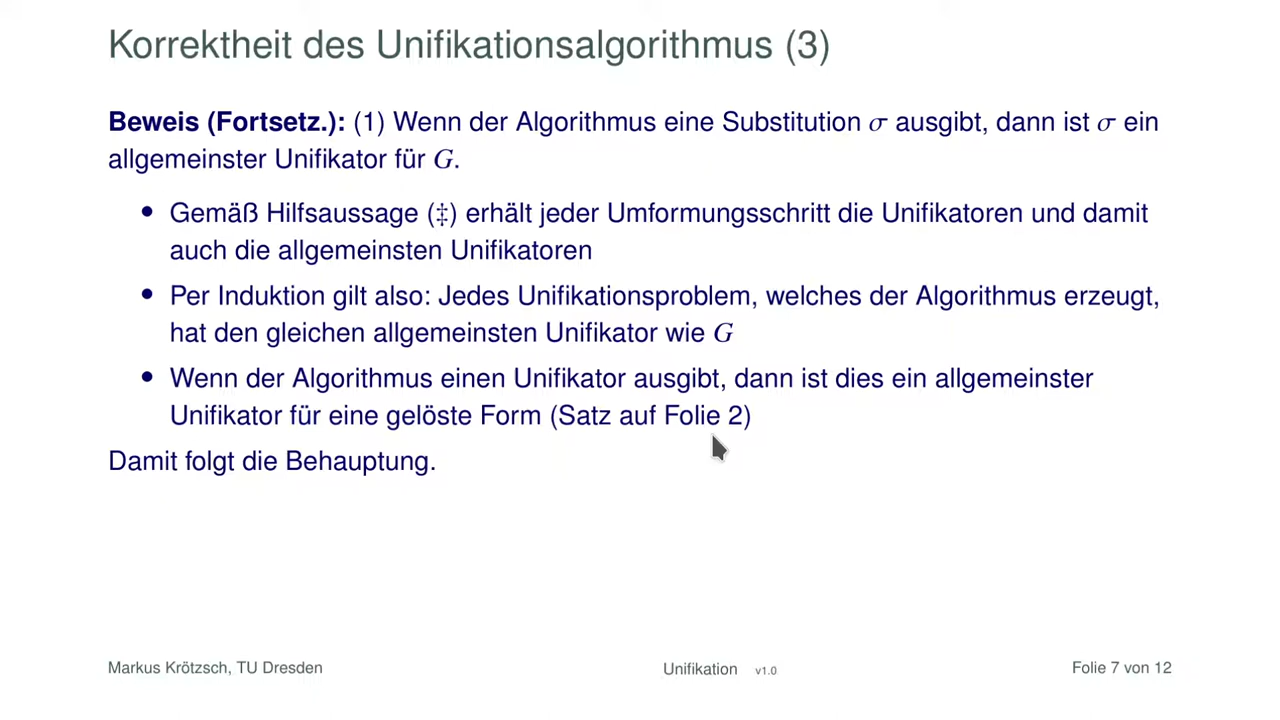 Korrektheit des Unifikationsalgorithmus (3)
Beweis (Fortsetz.): (1) Wenn der Algorithmus eine Substitution σ ausgibt, dann ist σ ein
allgemeinster Unifikator für G.
• Gemäß Hilfsaussage (‡) erhält jeder Umformungsschritt die Unifikatoren und damit
auch die allgemeinsten Unifikatoren
• Per Induktion gilt also: Jedes Unifikationsproblem, welches der Algorithmus erzeugt,
hat den gleichen allgemeinsten Unifikator wie G
• Wenn der Algorithmus einen Unifikator ausgibt, dann ist dies ein allgemeinster
Unifikator für eine gelöste Form (Satz auf Folie 2)
Damit folgt die Behauptung.
Markus Krötzsch, TU Dresden Unifikation v1.0 Folie 7 von 12